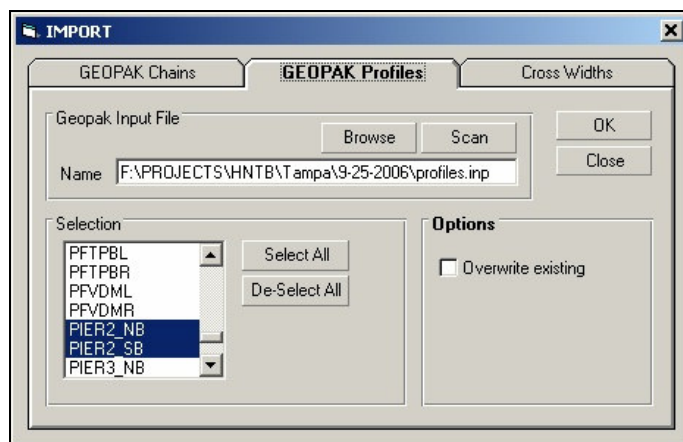 IMPORT
GEOPAK Chains
GEOPAK Profiles
Cross Widths
Geopak Input File
Browse
Scan
Name F:\PROJECTS\HNTB\Tampa\9-25-2006\profiles.inp
OK
Close
Selection
PFTPBL
PFTPBR
PFVDML
PFVDMR
PIER2_NB
PIER2_SB
PIER3_NB
Select All
De-Select All
Options
Overwrite existing